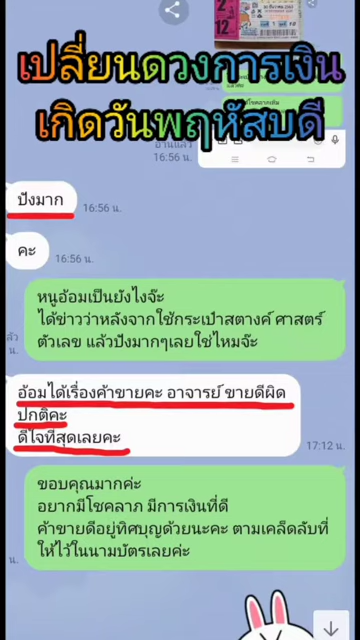 2
12
เปลี่ยนดวงการเงิน
เกิดวันพฤหัสบดี
อ่านแล้ว
16:56 น.
ปังมาก
16:56 น.
คะ
16:56 น.
หนูอ้อมเป็นยังไงจ๊ะ
ได้ข่าวว่าหลังจากใช้กระเป๋าสตางค์ ศาสตร์
ตัวเลข แล้วปังมากๆเลยใช่ไหมจ๊ะ
ล้ว
น.
อ้อมได้เรื่องค้าขายคะ อาจารย์ ขายดีผิด
ปกติคะ
ดีใจที่สุดเลยคะ
17:12 น.
ขอบคุณมากค่ะ
อยากมีโชคลาภ มีการเงินที่ดี
ค้าขายดีอยู่ทิศบุญด้วยนะคะ ตามเคล็ดลับที่
ให้ไว้ในนามบัตรเลยค่ะ
น.